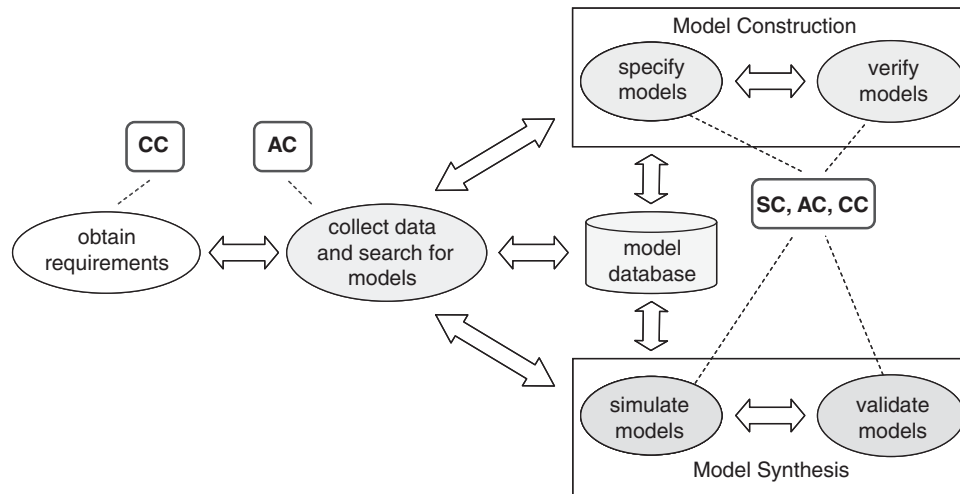 Model Construction
specify
models
verify
models
CC
AC
SC, AC, CC
obtain
requirements
collect data
and search for
models
model
database
simulate
models
validate
models
Model Synthesis